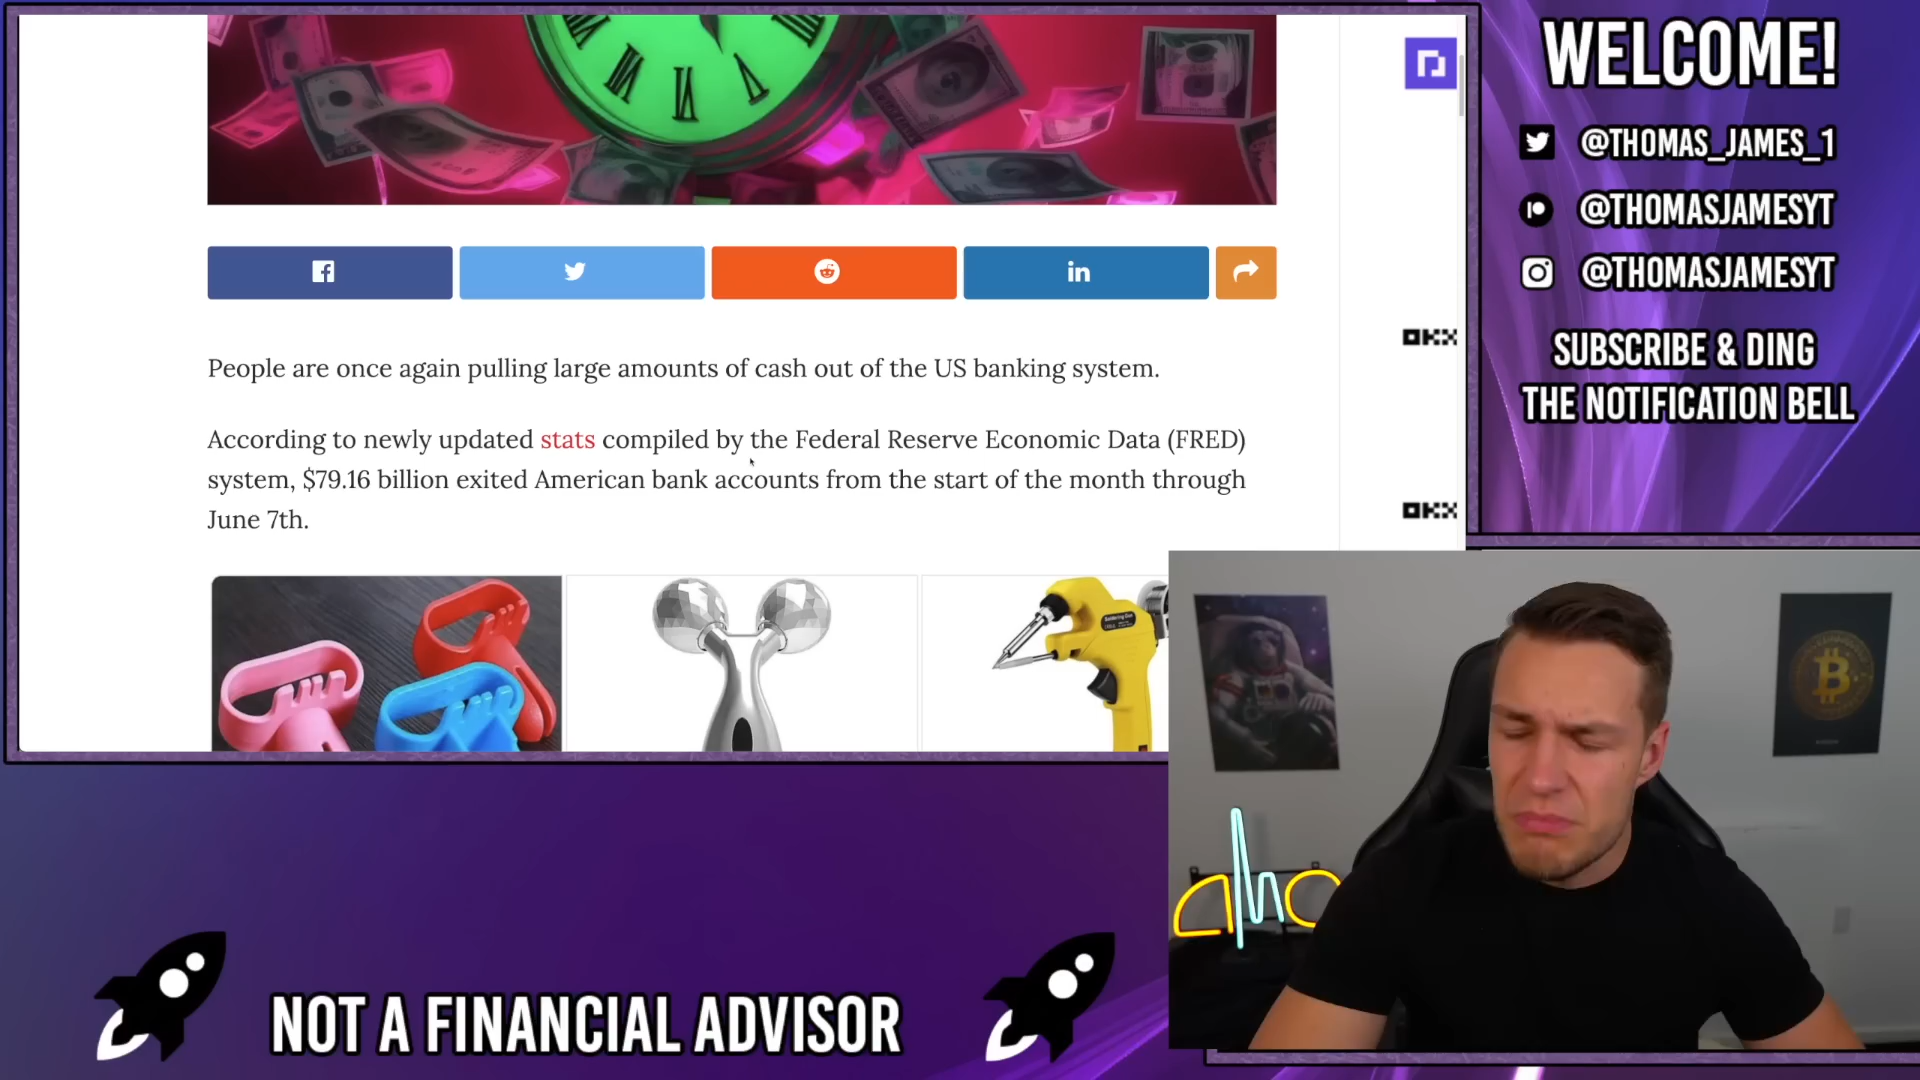 WELCOME!
@THOMAS_JAMES_1
@THOMASJAMESYT
@THOMASJAMESYT
SUBSCRIBE & DING
THE NOTIFICATION BELL
People are once again pulling large amounts of cash out of the US banking system.
According to newly updated stats compiled by the Federal Reserve Economic Data (FRED)
system, $79.16 billion exited American bank accounts from the start of the month through
June 7th.
OKX
OKX
NOT A FINANCIAL ADVISOR